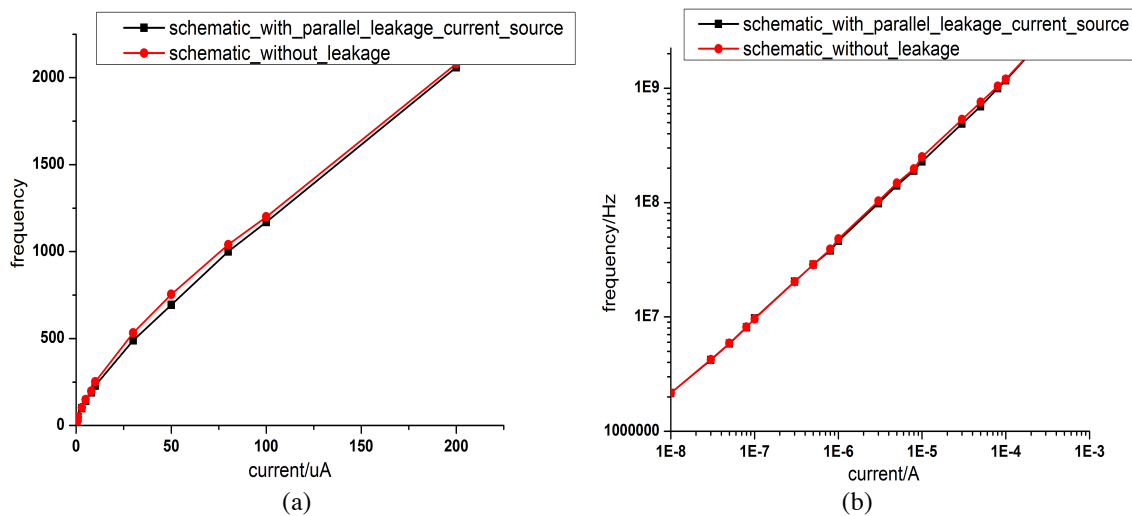 schematic_with_parallel_leakage_current_source
schematic_without_leakage
2000
1500
1000
500
0
frequency
0
50
100
150
200
current/uA
(a)
schematic_with_parallel_leakage_current_source
schematic_without_leakage
1E9
1E8
1E7
1000000
frequency/Hz
1E-8
1E-7
1E-6
1E-5
1E-4
1E-3
current/A
(b)